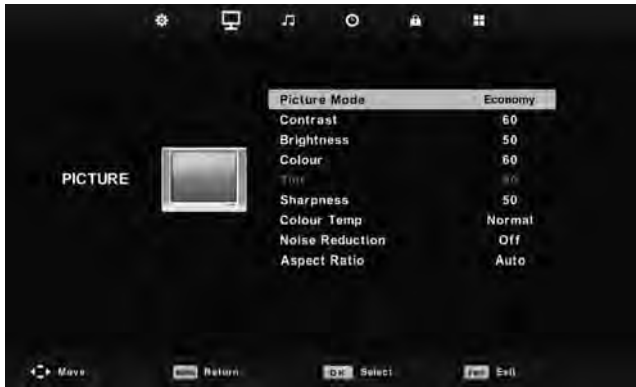 Picture Mode Economy
Contrast 60
Brightness 50
Colour 60
PICTURE
Sharpness 50
Colour Temp Normal
Noise Reduction Off
Aspect Ratio Auto
Move Return OK Select Exit